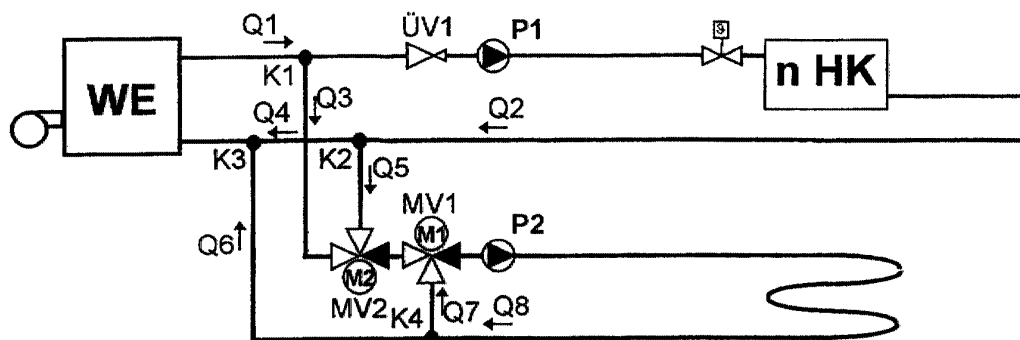 Q1 ÜV1 P1 ϑ
WE K1 n HK
Q3
Q4 Q2
K3 K2
Q5
MV1
M1 P2
Q6
M2
MV2 Q7 Q8
K4